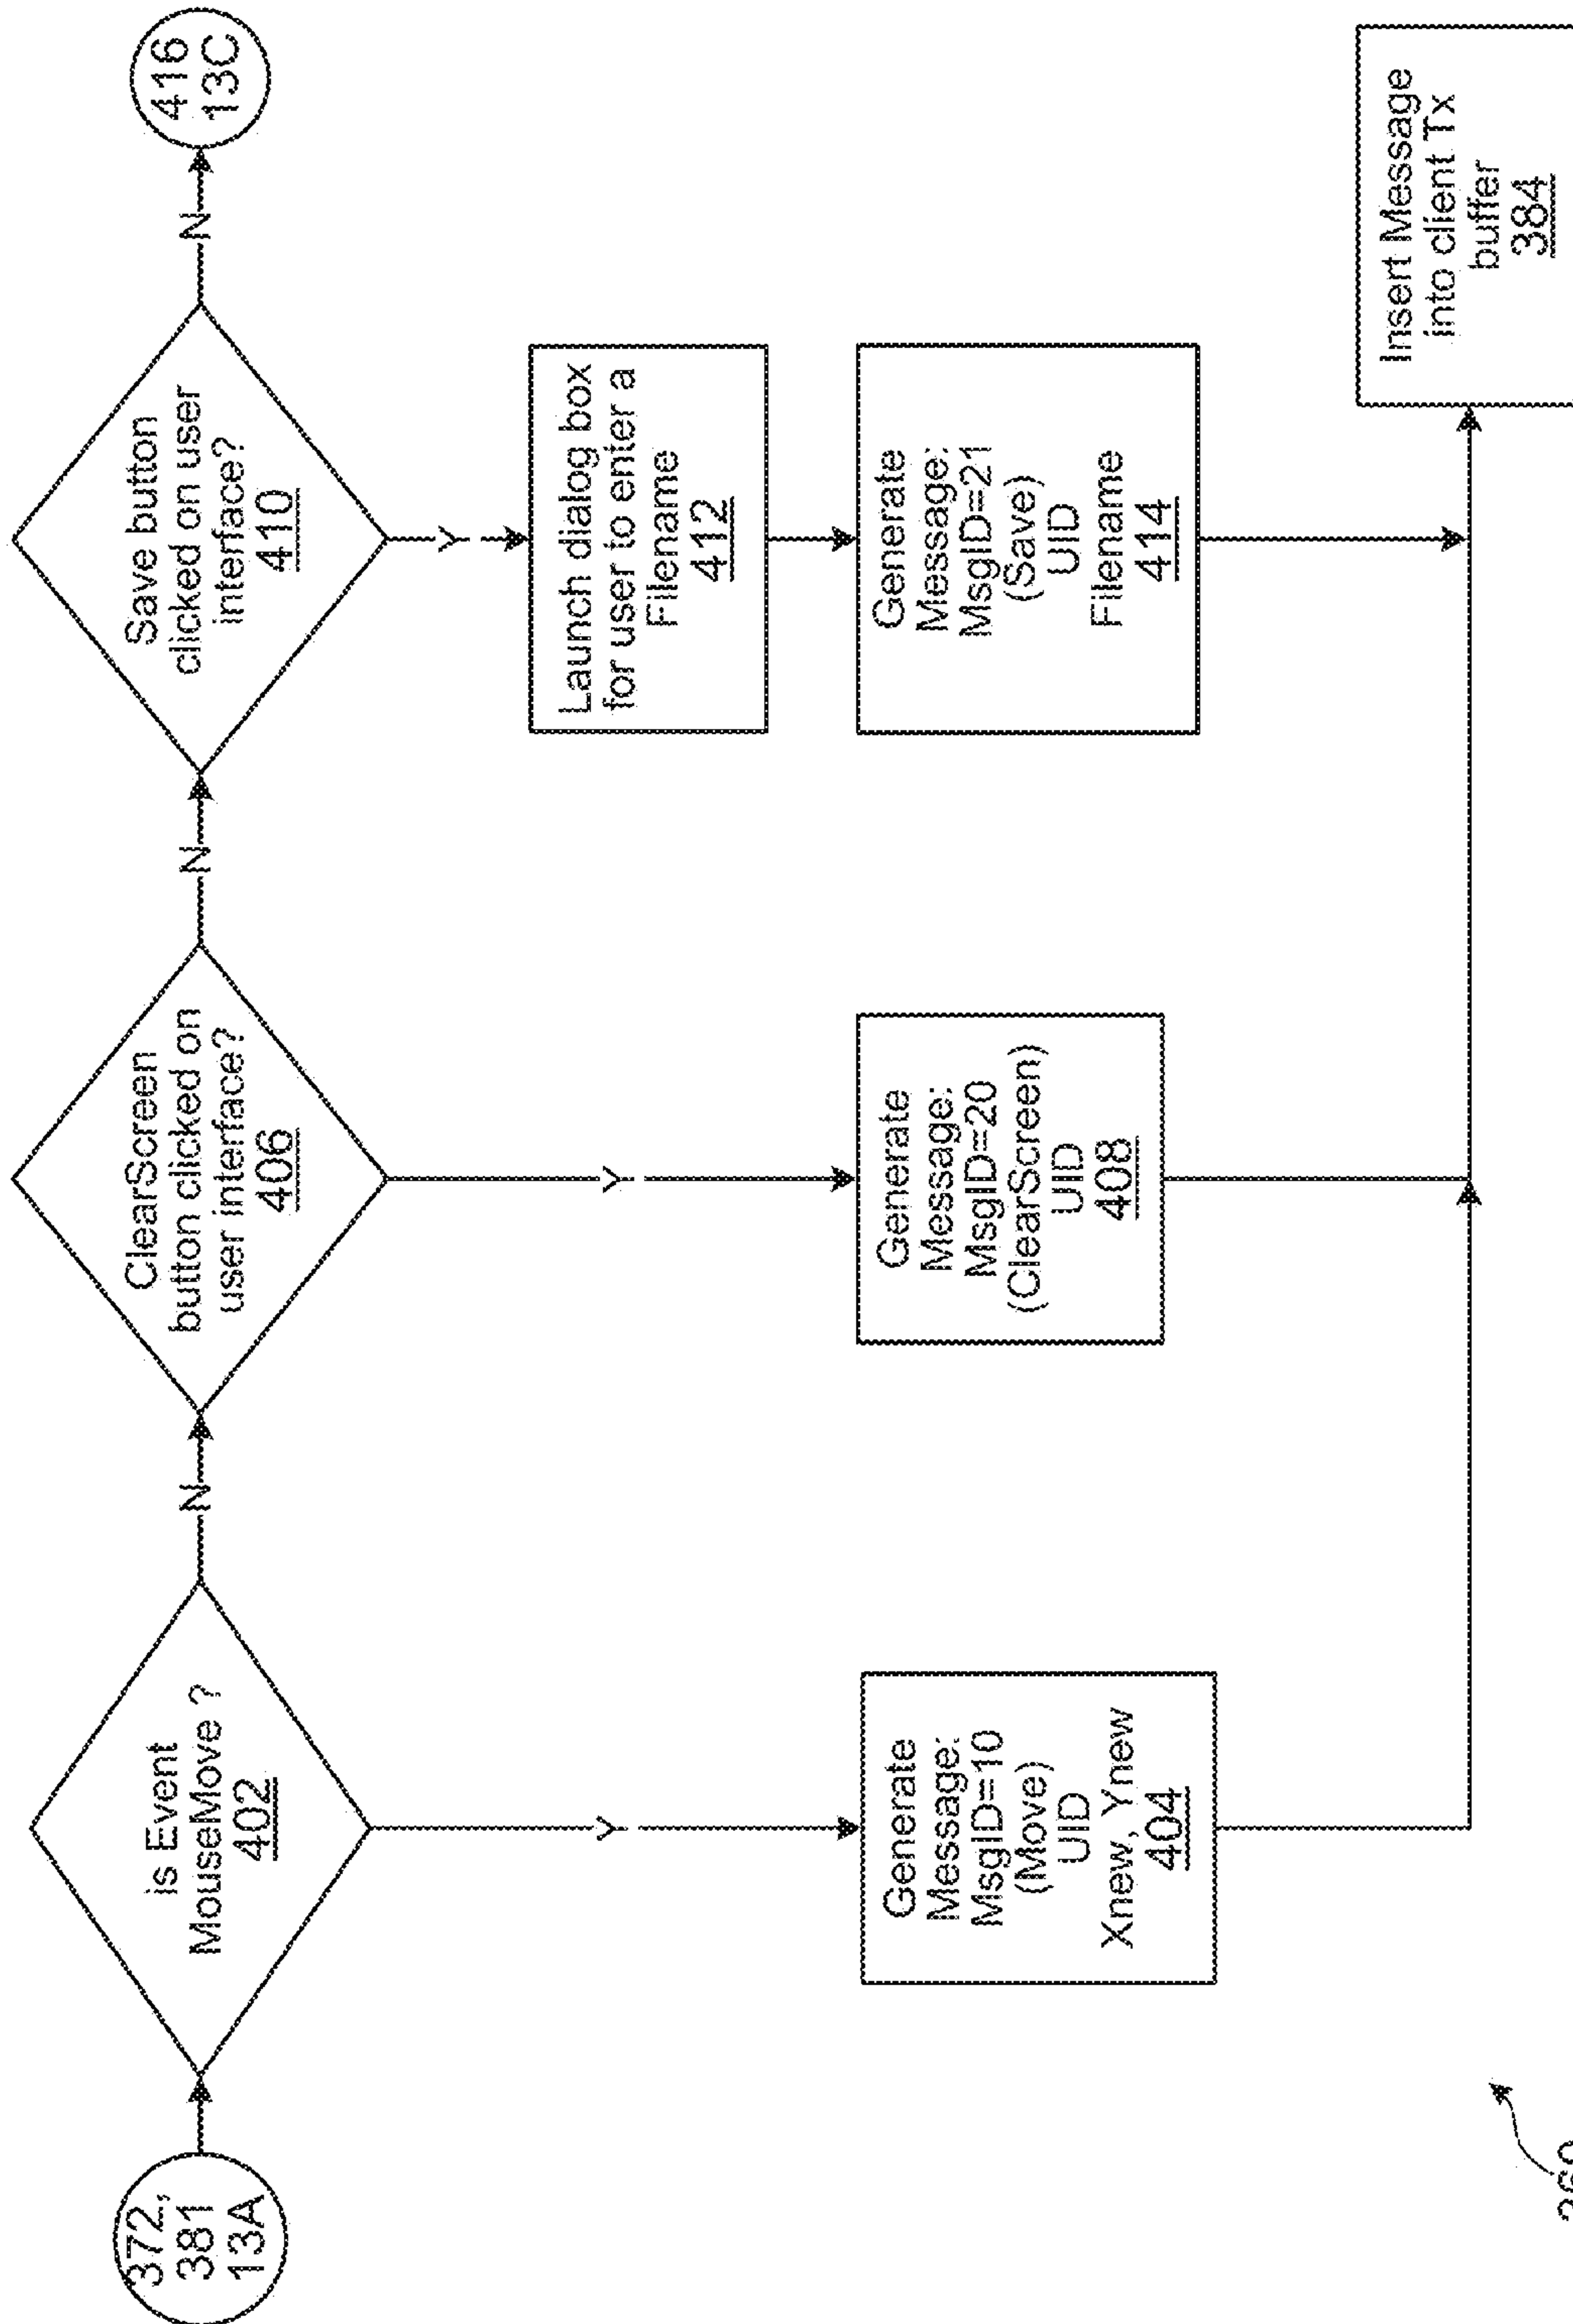 372,
381
13A
is Event
MouseMove ?
402
N
ClearScreen
button clicked on
user interface?
406
N
Save button
clicked on user
interface?
410
N
416
13C
Y
Y
Y
Launch dialog box
for user to enter a
Filename
412
Generate
Message:
MsgID=10
(Move)
UID
Xnew, Ynew
404
Generate
Message:
MsgID=20
(ClearScreen)
UID
408
Generate
Message:
MsgID=21
(Save)
UID
Filename
414
Insert Message
into client Tx
buffer
384